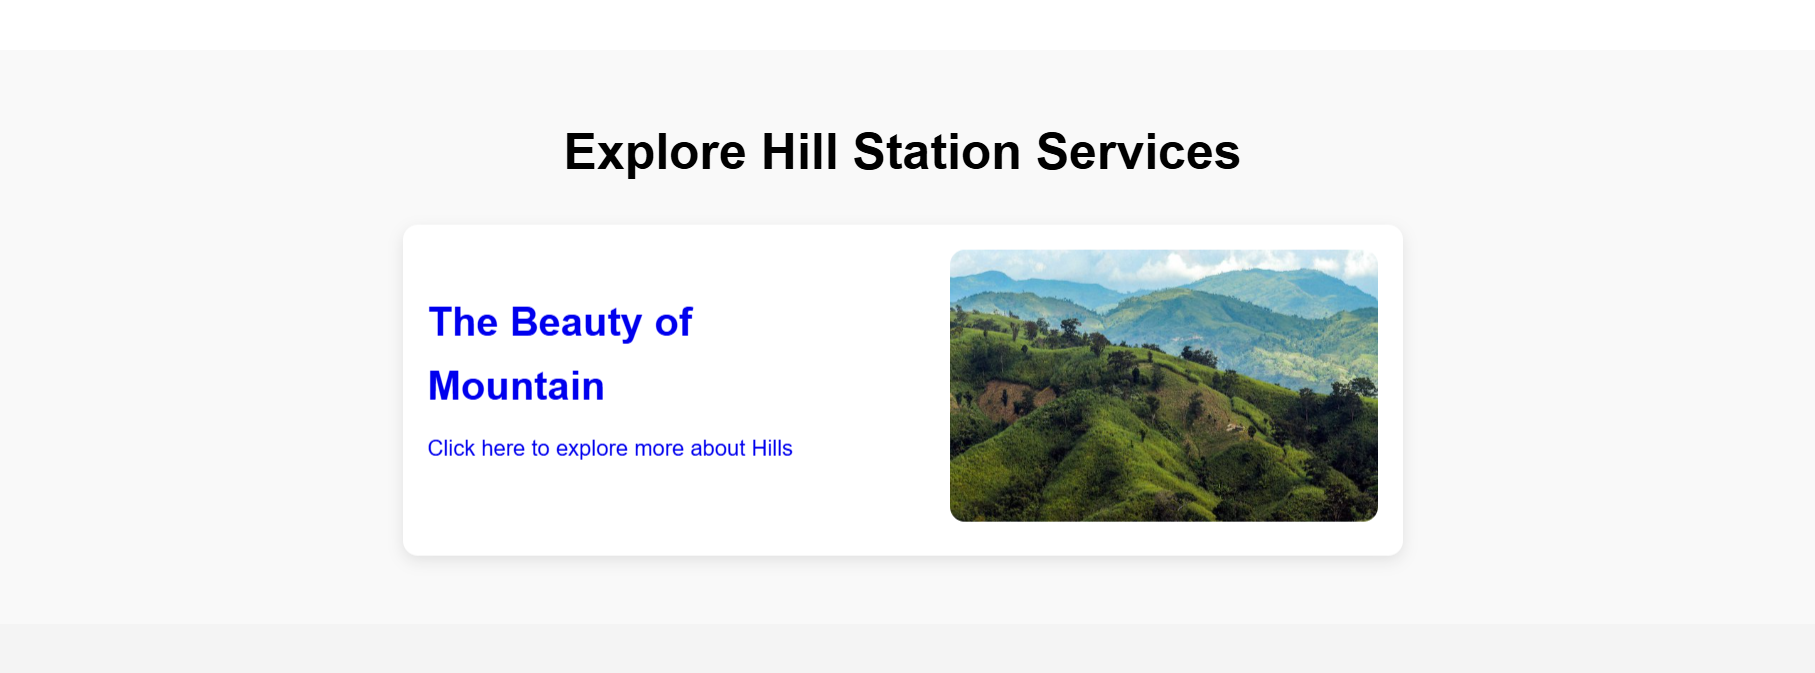 Explore Hill Station Services
The Beauty of
Mountain
Click here to explore more about Hills